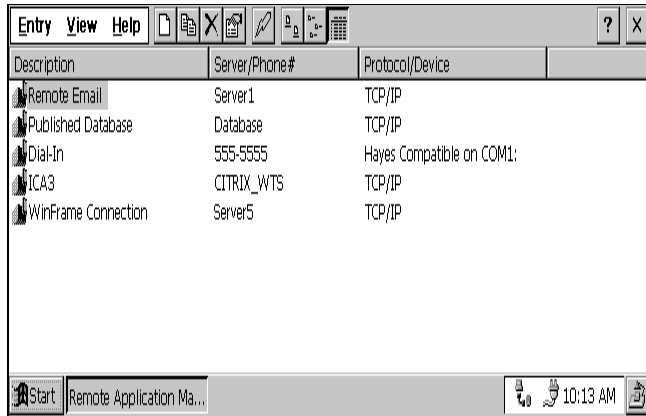 Entry View Help ? X
Description Server/Phone# Protocol/Device
Remote Email Server1 TCP/IP
Published Database Database TCP/IP
Dial-In 555-5555 Hayes Compatible on COM1:
ICA3 CITRIX_WTS TCP/IP
WinFrame Connection Server5 TCP/IP
Start Remote Application Ma... 10:13 AM